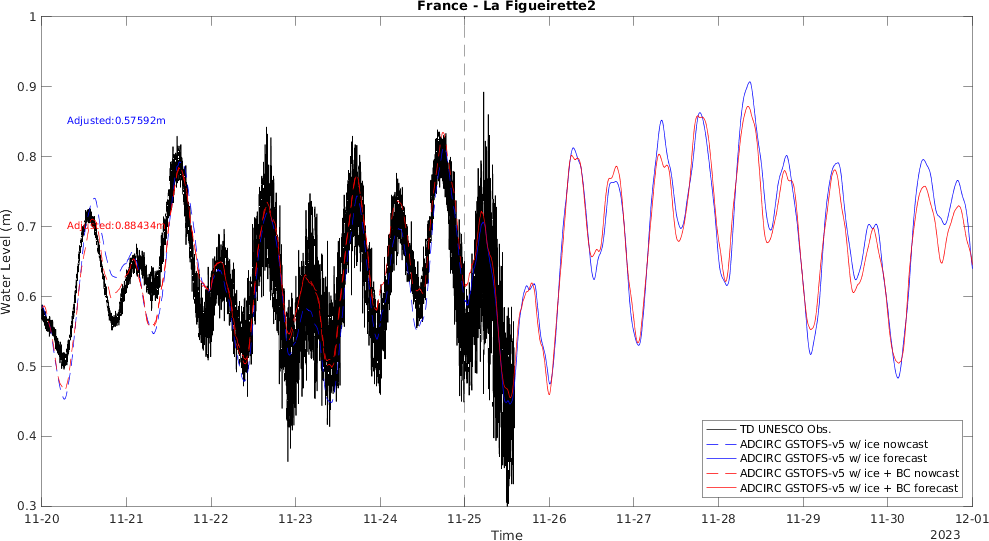 France - La Figueirette2
1
0.9
0.8
0.7
0.6
0.5
0.4
0.3
Water Level (m)
Adjusted:0.57592m
Adjusted:0.88434m
TD UNESCO Obs.
ADCIRC GSTOFS-v5 w/ ice nowcast
ADCIRC GSTOFS-v5 w/ ice forecast
ADCIRC GSTOFS-v5 w/ ice + BC nowcast
ADCIRC GSTOFS-v5 w/ ice + BC forecast
11-20 11-21 11-22 11-23 11-24 11-25 11-26 11-27 11-28 11-29 11-30 12-01
Time
2023